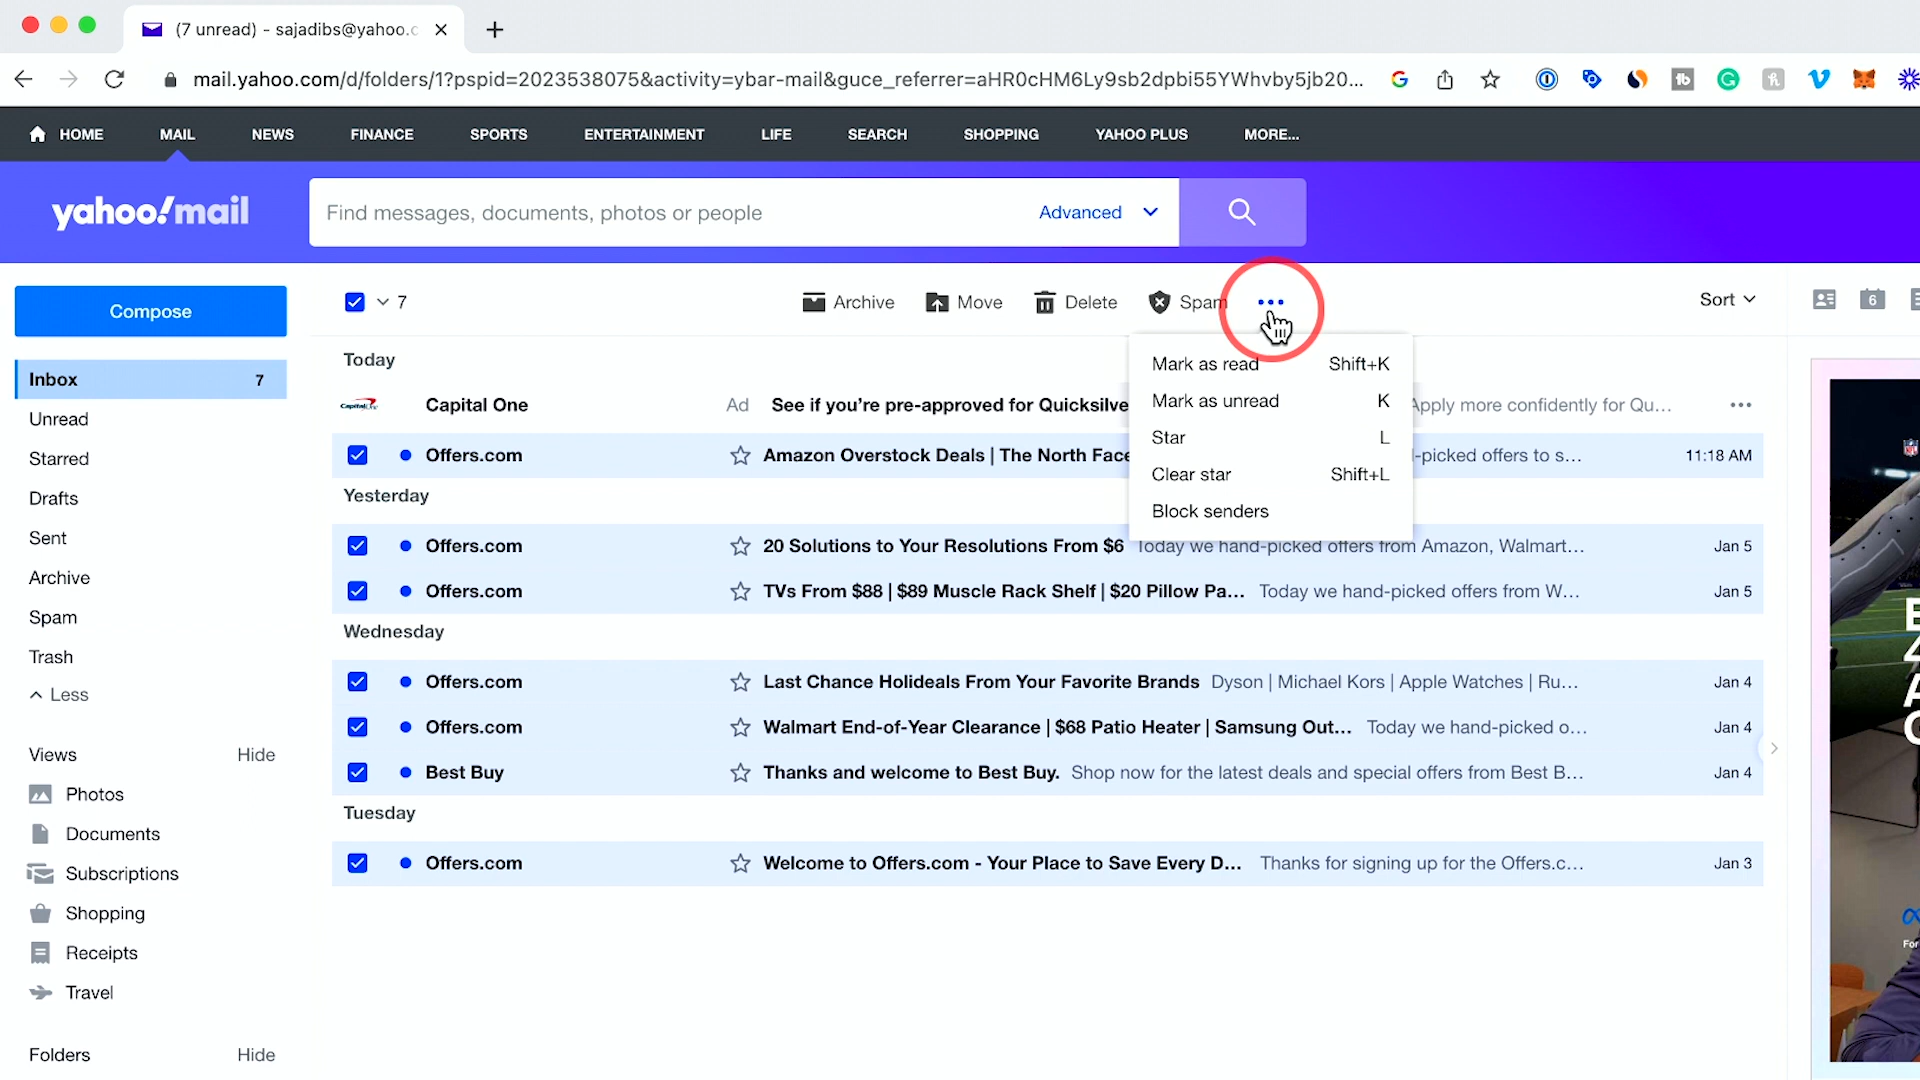 (7 unread) - sajadibs@yahoo.c
mail.yahoo.com/d/folders/1?pspid=2023538075&activity=ybar-mail&guce_referrer=aHR0cHM6Ly9sb2dpbi55YWhvby5jb20...
HOME MAIL NEWS FINANCE SPORTS ENTERTAINMENT LIFE SEARCH SHOPPING YAHOO PLUS MORE...
yahoo!mail Find messages, documents, photos or people Advanced
Compose 7 Archive Move Delete Spam Sort 6
Mark as read Shift+K
Mark as unread K
Star L
Clear star Shift+L
Block senders
Today
Capital One Ad See if you're pre-approved for Quicksilve Apply more confidently for Qu...
Offers.com Amazon Overstock Deals | The North Face -picked offers to s... 11:18 AM
Yesterday
Offers.com 20 Solutions to Your Resolutions From $6 Today we hand-picked offers from Amazon, Walmart... Jan 5
Offers.com TVs From $88 | $89 Muscle Rack Shelf | $20 Pillow Pa... Today we hand-picked offers from W... Jan 5
Wednesday
Offers.com Last Chance Holideals From Your Favorite Brands Dyson | Michael Kors | Apple Watches | Ru... Jan 4
Offers.com Walmart End-of-Year Clearance | $68 Patio Heater | Samsung Out... Today we hand-picked o... Jan 4
Best Buy Thanks and welcome to Best Buy. Shop now for the latest deals and special offers from Best B... Jan 4
Tuesday
Offers.com Welcome to Offers.com - Your Place to Save Every D... Thanks for signing up for the Offers.c... Jan 3
Inbox 7
Unread
Starred
Drafts
Sent
Archive
Spam
Trash
Less
Views Hide
Photos
Documents
Subscriptions
Shopping
Receipts
Travel
Folders Hide
NFL
For